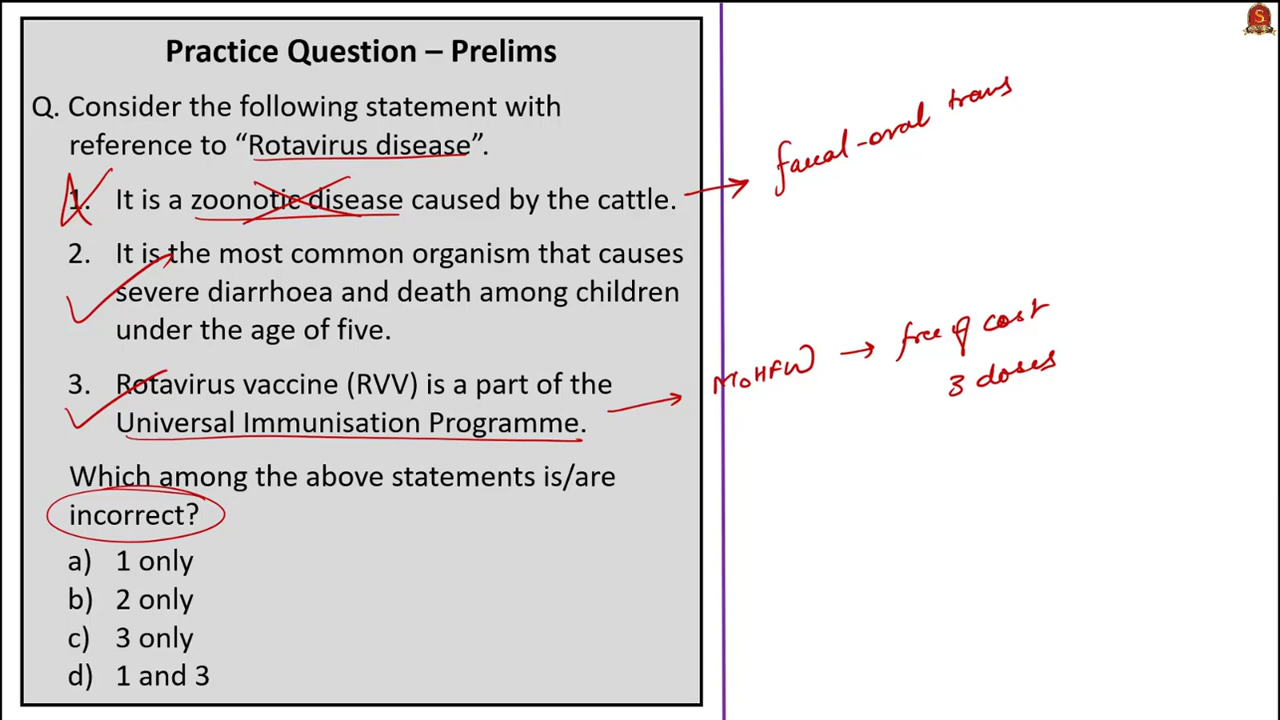 Practice Question – Prelims
Q. Consider the following statement with
reference to “Rotavirus disease”.
1. It is a zoonotic disease caused by the cattle.
2. It is the most common organism that causes
severe diarrhoea and death among children
under the age of five.
3. Rotavirus vaccine (RVV) is a part of the
Universal Immunisation Programme.
Which among the above statements is/are
incorrect?
a) 1 only
b) 2 only
c) 3 only
d) 1 and 3
faecal-oral trans
MoHFW → free of cost
3 doses